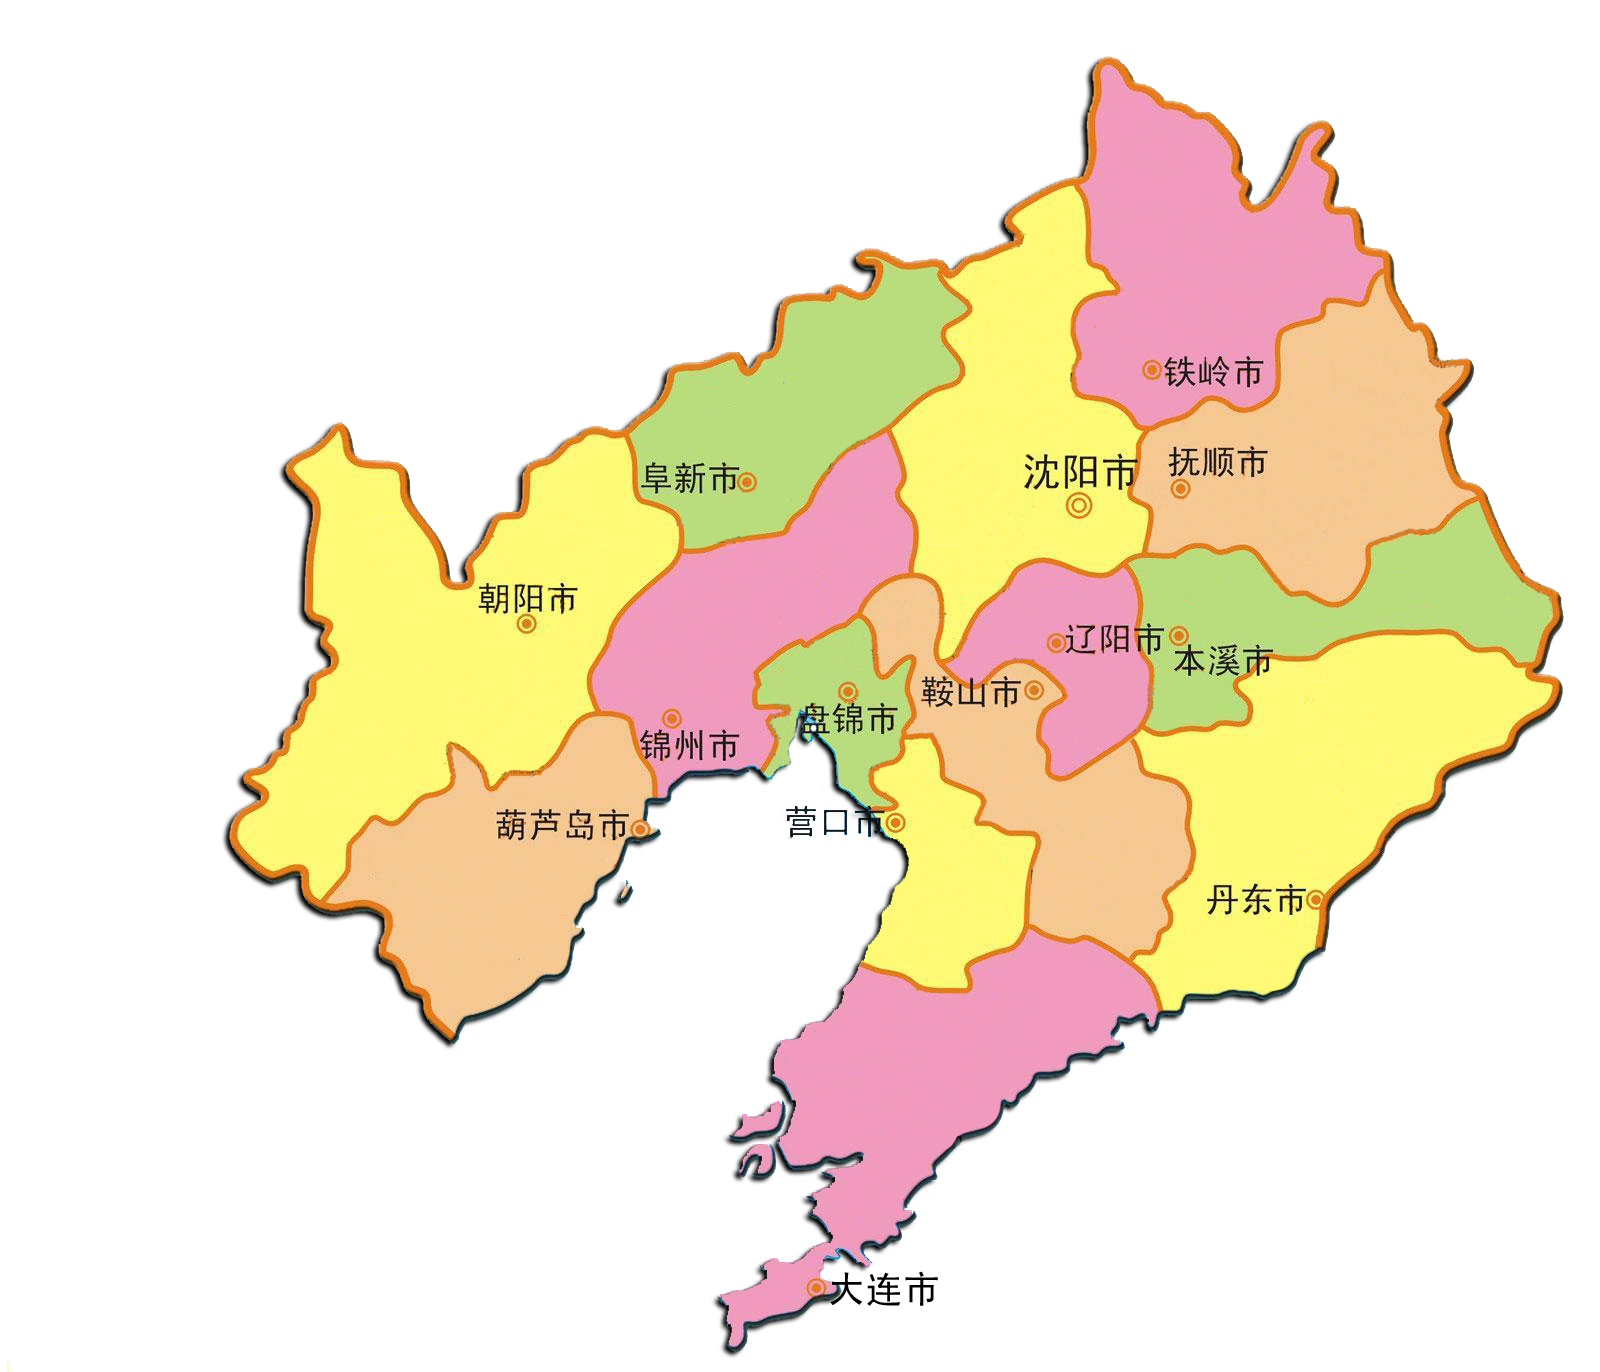 铁岭市
沈阳市
抚顺市
阜新市
朝阳市
辽阳市
本溪市
鞍山市
盘锦市
锦州市
营口市
葫芦岛市
丹东市
大连市